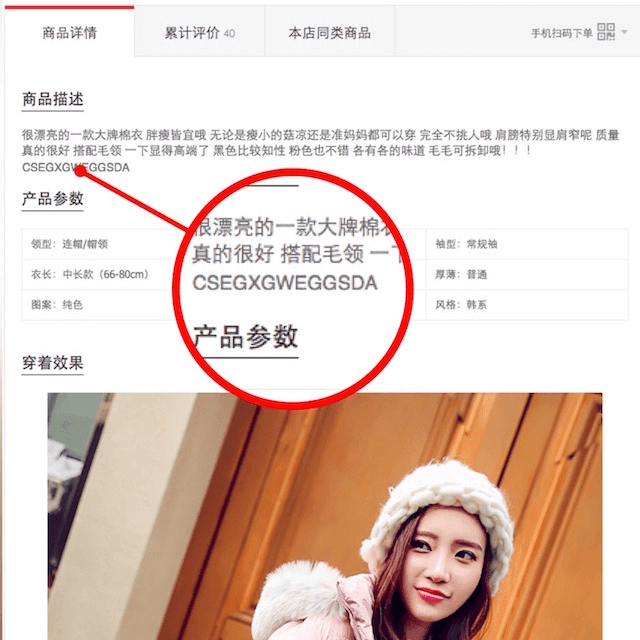 商品详情 累计评价 40 本店同类商品 手机扫码下单
商品描述
很漂亮的一款大牌棉衣 胖瘦皆宜哦 无论是瘦小的菇凉还是准妈妈都可以穿 完全不挑人哦 肩膀特别显肩窄呢 质量
真的很好 搭配毛领 一下显得高端了 黑色比较知性 粉色也不错 各有各的味道 毛毛可拆卸哦！！！
CSEGXGWEGGSDA
产品参数
领型：连帽/帽领 袖型：常规袖
衣长：中长款（66-80cm） 厚薄：普通
图案：纯色 风格：韩系
很漂亮的一款大牌棉衣
真的很好 搭配毛领 一下
CSEGXGWEGGSDA
产品参数
穿着效果